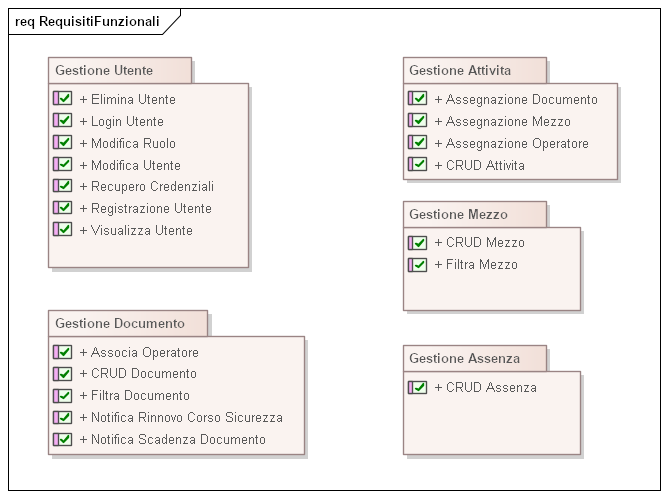 req RequisitiFunzionali
Gestione Utente
+ Elimina Utente
+ Login Utente
+ Modifica Ruolo
+ Modifica Utente
+ Recupero Credenziali
+ Registrazione Utente
+ Visualizza Utente
Gestione Documento
+ Associa Operatore
+ CRUD Documento
+ Filtra Documento
+ Notifica Rinnovo Corso Sicurezza
+ Notifica Scadenza Documento
Gestione Attivita
+ Assegnazione Documento
+ Assegnazione Mezzo
+ Assegnazione Operatore
+ CRUD Attivita
Gestione Mezzo
+ CRUD Mezzo
+ Filtra Mezzo
Gestione Assenza
+ CRUD Assenza